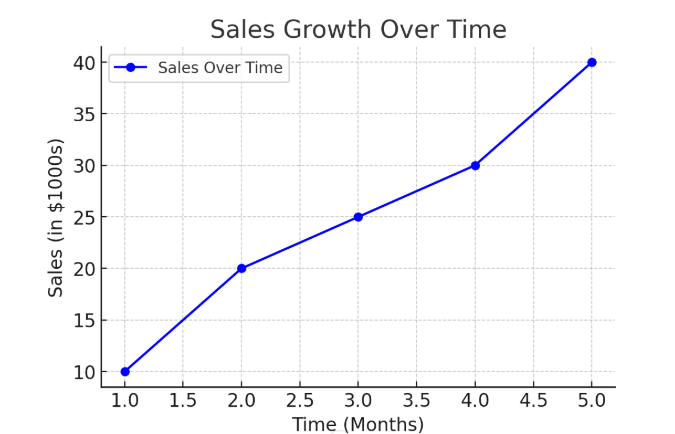 Sales Growth Over Time
Sales Over Time
40
35
30
25
20
15
10
Sales (in $1000s)
1.0 1.5 2.0 2.5 3.0 3.5 4.0 4.5 5.0
Time (Months)